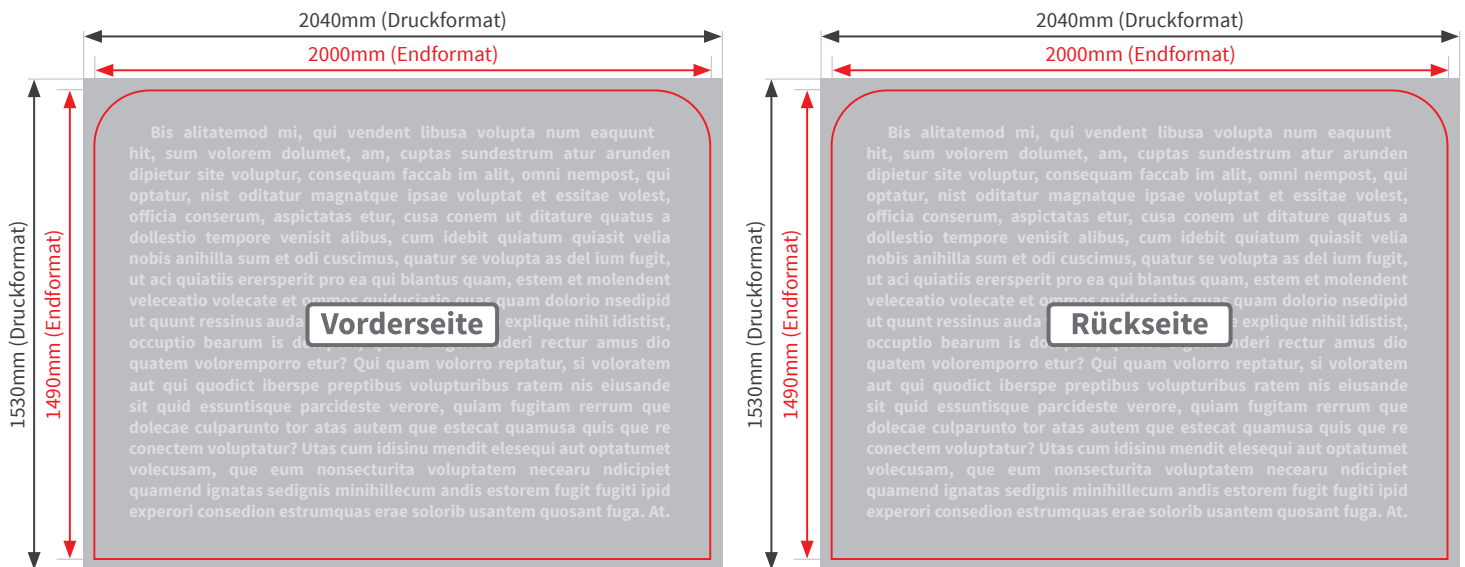 2040mm (Druckformat)
2000mm (Endformat)
1530mm (Druckformat)
1490mm (Endformat)
Bis alitatemod mi, qui vendent libusa volupta num eaquunt
hit, sum volorem dolumet, am, cuptas sundestrum atur arunden
dipietur site voluptur, consequam faccab im alit, omni nempost, qui
optatur, nist oditatur magnatque ipsae voluptat et essitae volest,
officia conserum, aspictatas etur, cusa conem ut ditature quatus a
dollestio tempore venisit alibus, cum idebit quiatum quiasit velia
nobis anihilla sum et odi cuscimus, quatur se volupta as del ium fugit,
ut aci quiatiis erersperit pro ea qui blantus quam, estem et molendent
veleceatio volecate et quam dolorio nsedipid
ut quunt ressinus explique nihil idistist,
occuptio bearum is rectur amus dio
quatem voloremporro etur? Qui quam volorro reptatur, si voloratem
aut qui quodict iberspe preptibus volupturibus ratem nis eiusande
sit quid essuntisque parcideste verore, quian fugitam rerrum que
dolecae culparunto tor atas autem que estecat quamusa quis que re
conectem voluptatur? Utas cum idisinu mendit elesequi aut optatumet
volecusam, que eum nonsecturita voluptatem necearu ndicipiet
quamend ignatas sedignis minihillecum andis estorem fugit fugiti ipid
experori consedion estrumquas erae solorib usantem quosant fuga. At.
Vorderseite
2040mm (Druckformat)
2000mm (Endformat)
1530mm (Druckformat)
1490mm (Endformat)
Bis alitatemod mi, qui vendent libusa volupta num eaquunt
hit, sum volorem dolumet, am, cuptas sundestrum atur arunden
dipietur site voluptur, consequam faccab im alit, omni nempost, qui
optatur, nist oditatur magnatque ipsae voluptat et essitae volest,
officia conserum, aspictatas etur, cusa conem ut ditature quatus a
dollestio tempore venisit alibus, cum idebit quiatum quiasit velia
nobis anihilla sum et odi cuscimus, quatur se volupta as del ium fugit,
ut aci quiatiis erersperit pro ea qui blantus quam, estem et molendent
veleceatio volecate et quam dolorio nsedipid
ut quunt ressinus explique nihil idistist,
occuptio bearum is rectur amus dio
quatem voloremporro etur? Qui quam volorro reptatur, si voloratem
aut qui quodict iberspe preptibus volupturibus ratem nis eiusande
sit quid essuntisque parcideste verore, quian fugitam rerrum que
dolecae culparunto tor atas autem que estecat quamusa quis que re
conectem voluptatur? Utas cum idisinu mendit elesequi aut optatumet
volecusam, que eum nonsecturita voluptatem necearu ndicipiet
quamend ignatas sedignis minihillecum andis estorem fugit fugiti ipid
experori consedion estrumquas erae solorib usantem quosant fuga. At.
Rückseite